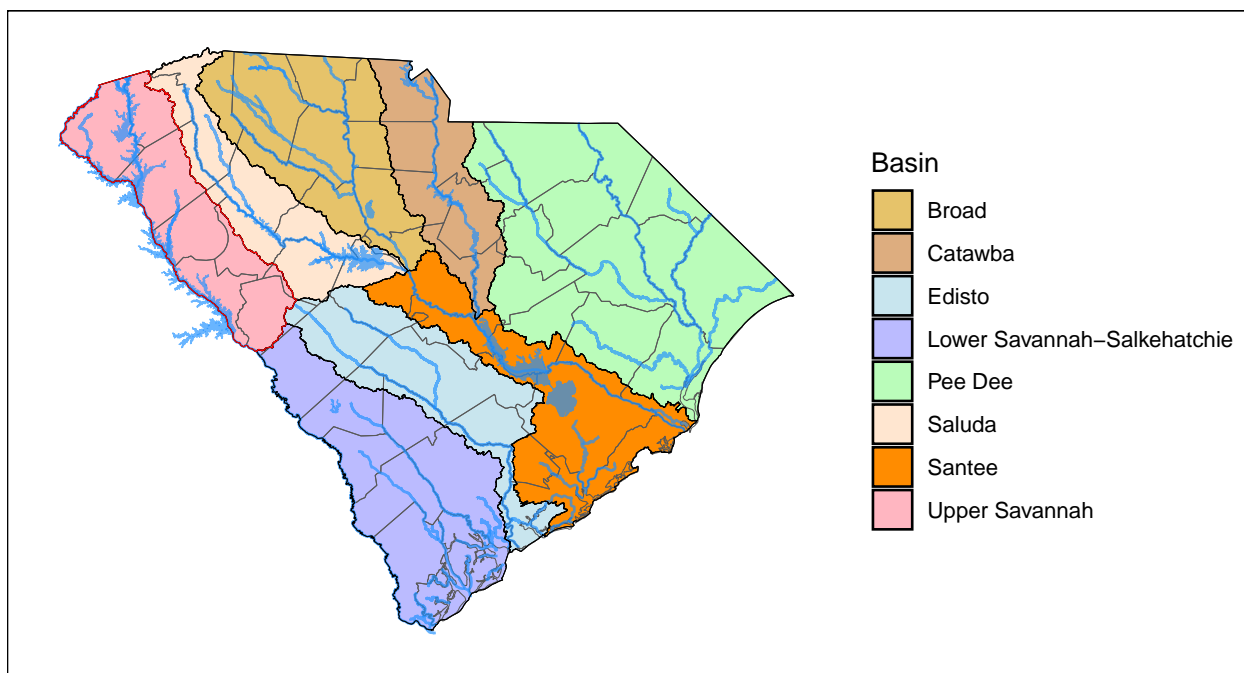 Basin
Broad
Catawba
Edisto
Lower Savannah−Salkehatchie
Pee Dee
Saluda
Santee
Upper Savannah